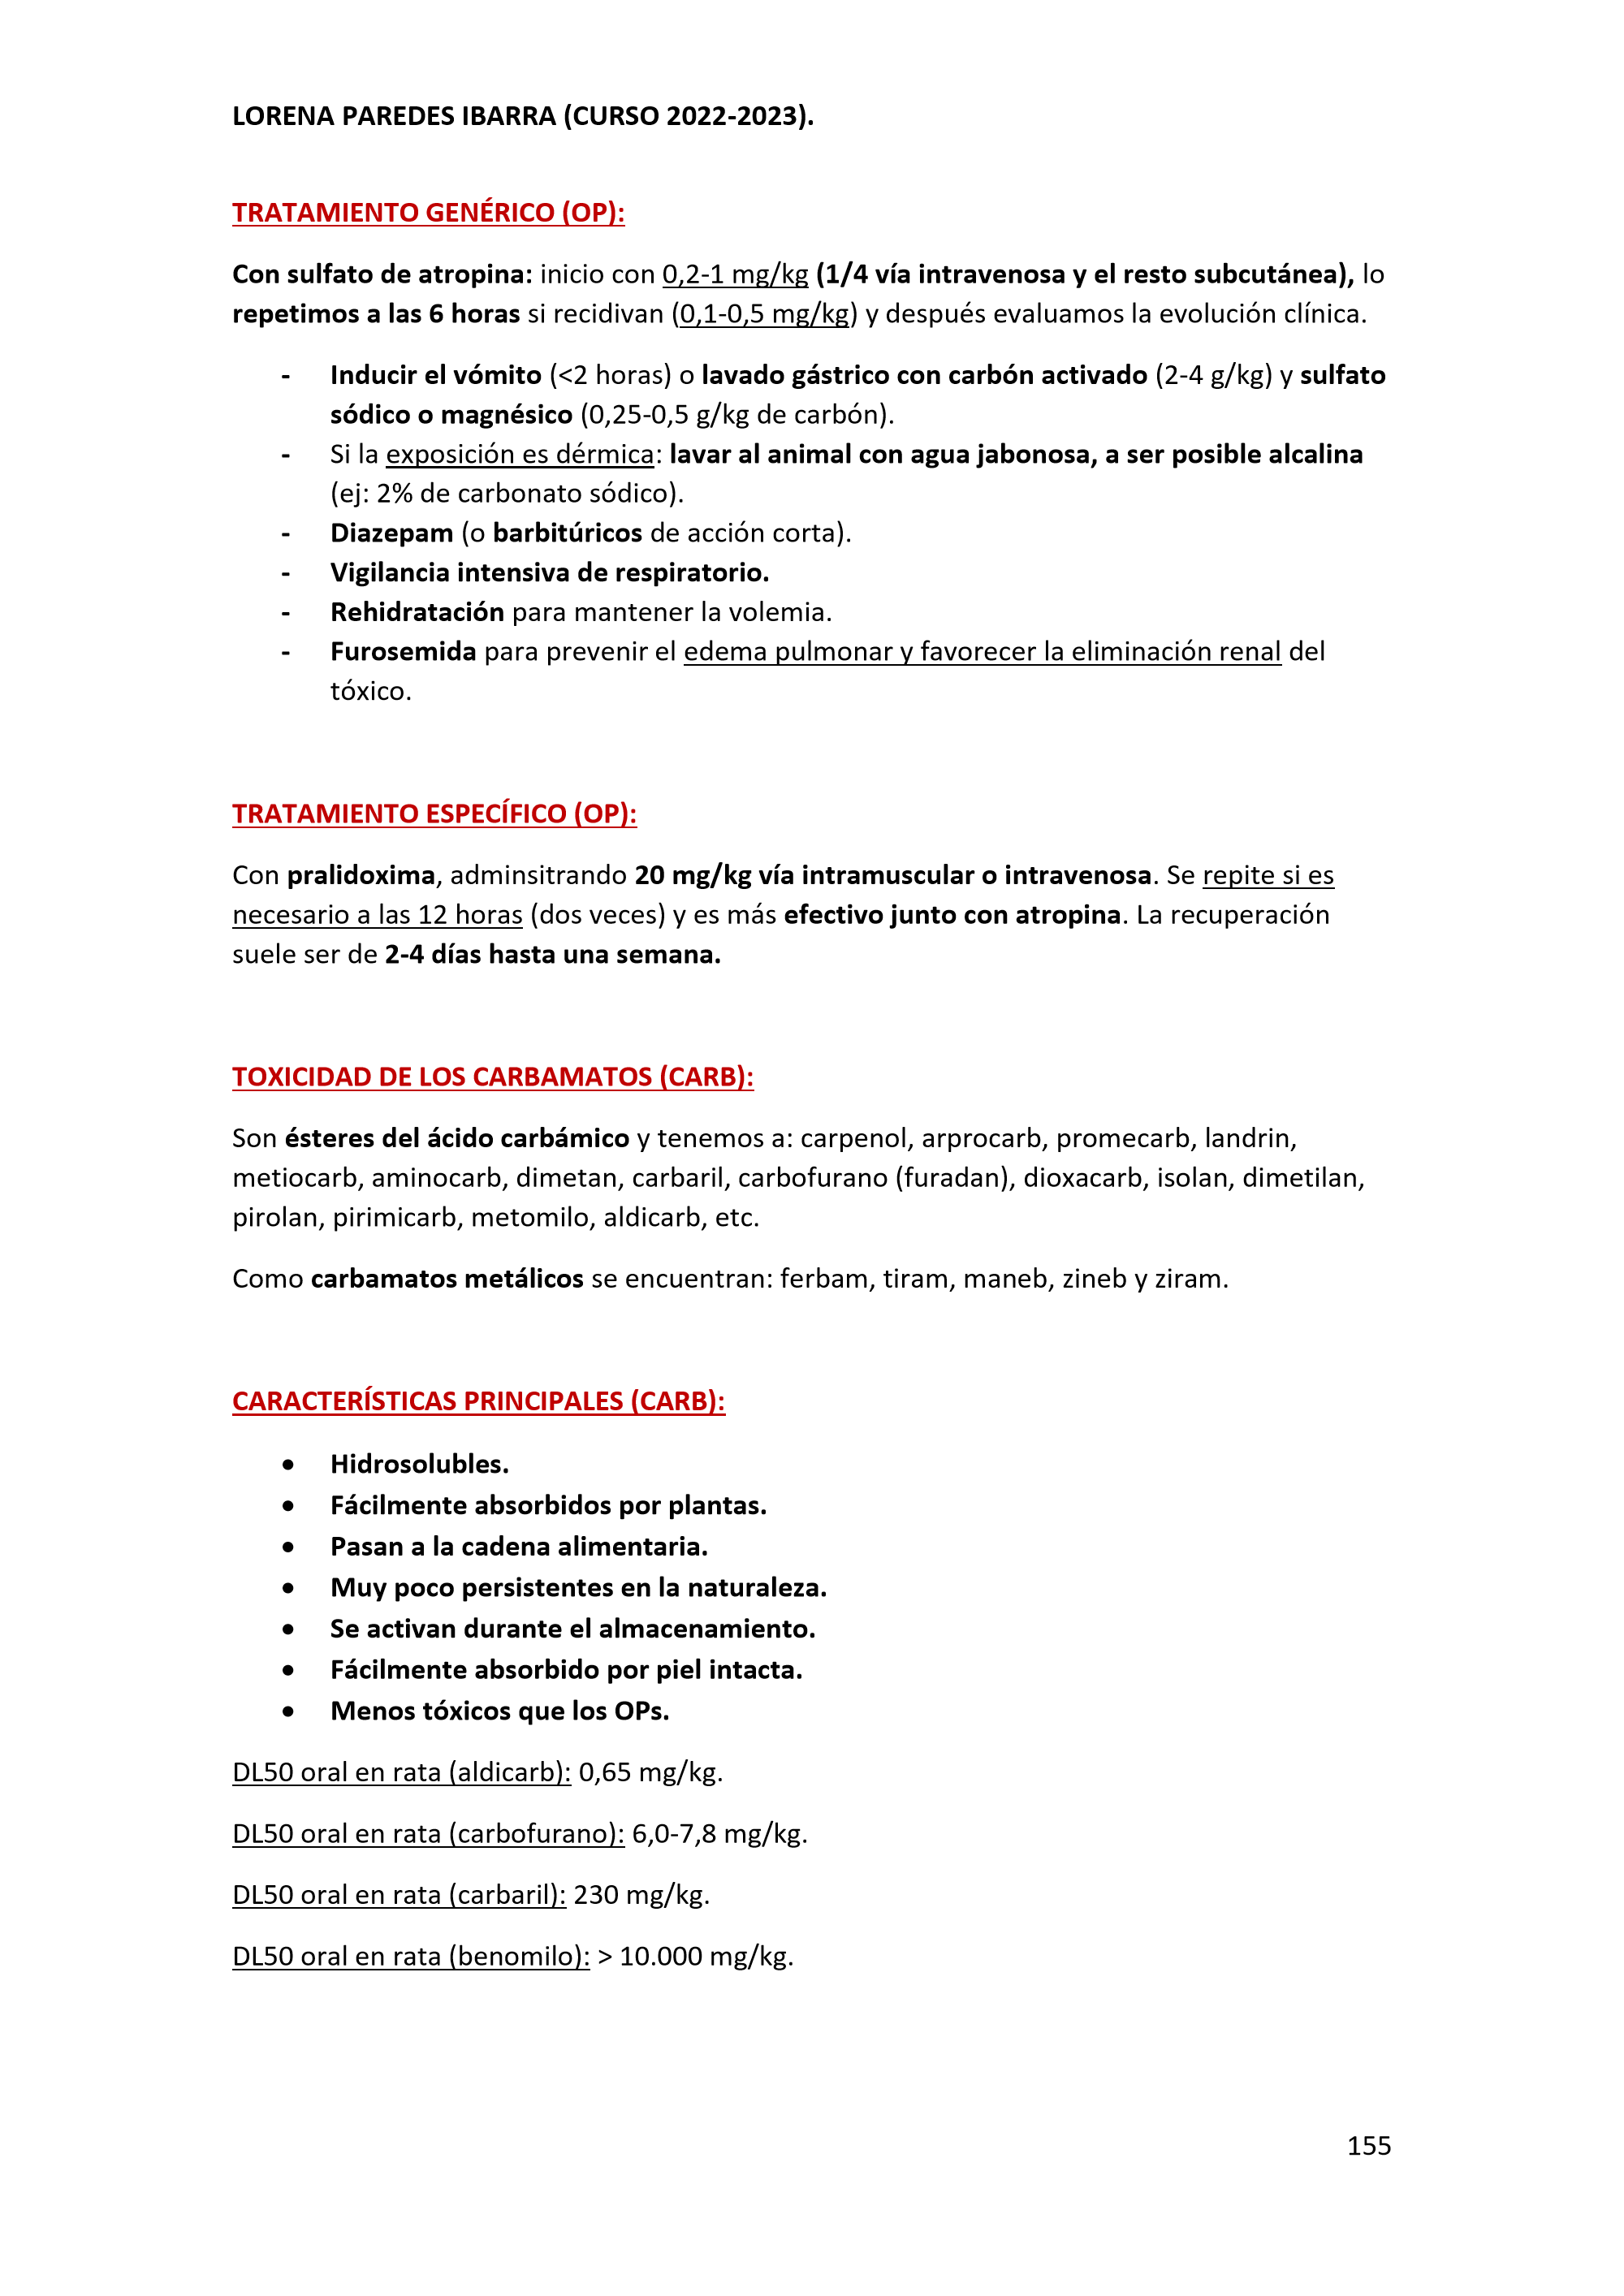 LORENA PAREDES IBARRA (CURSO 2022-2023).
TRATAMIENTO GENÉRICO (OP):
Con sulfato de atropina: inicio con 0,2-1 mg/kg (1/4 vía intravenosa y el resto subcutánea), lo
repetimos a las 6 horas si recidivan (0,1-0,5 mg/kg) y después evaluamos la evolución clínica.
- Inducir el vómito (<2 horas) o lavado gástrico con carbón activado (2-4 g/kg) y sulfato
sódico o magnésico (0,25-0,5 g/kg de carbón).
- Si la exposición es dérmica: lavar al animal con agua jabonosa, a ser posible alcalina
(ej: 2% de carbonato sódico).
- Diazepam (o barbitúricos de acción corta).
- Vigilancia intensiva de respiratorio.
- Rehidratación para mantener la volemia.
- Furosemida para prevenir el edema pulmonar y favorecer la eliminación renal del
tóxico.
TRATAMIENTO ESPECÍFICO (OP):
Con pralidoxima, adminsitrando 20 mg/kg vía intramuscular o intravenosa. Se repite si es
necesario a las 12 horas (dos veces) y es más efectivo junto con atropina. La recuperación
suele ser de 2-4 días hasta una semana.
TOXICIDAD DE LOS CARBAMATOS (CARB):
Son ésteres del ácido carbámico y tenemos a: carpenol, arprocarb, promecarb, landrin,
metiocarb, aminocarb, dimetan, carbaril, carbofurano (furadan), dioxacarb, isolan, dimetilan,
pirolan, pirimicarb, metomilo, aldicarb, etc.
Como carbamatos metálicos se encuentran: ferbam, tiram, maneb, zineb y ziram.
CARACTERÍSTICAS PRINCIPALES (CARB):
• Hidrosolubles.
• Fácilmente absorbidos por plantas.
• Pasan a la cadena alimentaria.
• Muy poco persistentes en la naturaleza.
• Se activan durante el almacenamiento.
• Fácilmente absorbido por piel intacta.
• Menos tóxicos que los OPs.
DL50 oral en rata (aldicarb): 0,65 mg/kg.
DL50 oral en rata (carbofurano): 6,0-7,8 mg/kg.
DL50 oral en rata (carbaril): 230 mg/kg.
DL50 oral en rata (benomilo): > 10.000 mg/kg.
155